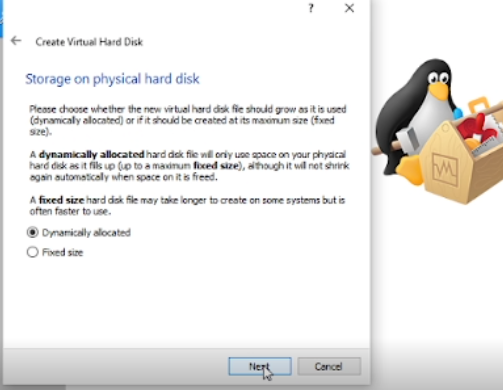 ?
Create Virtual Hard Disk
Storage on physical hard disk
Please choose whether the new virtual hard disk file should grow as it is used
(dynamically allocated) or if it should be created at its maximum size (fixed
size).
A dynamically allocated hard disk file will only use space on your physical
hard disk as it fills up (up to a maximum fixed size), although it will not shrink
again automatically when space on it is freed.
A fixed size hard disk file may take longer to create on some systems but is
often faster to use.
Dynamically allocated
Fixed size
Next Cancel